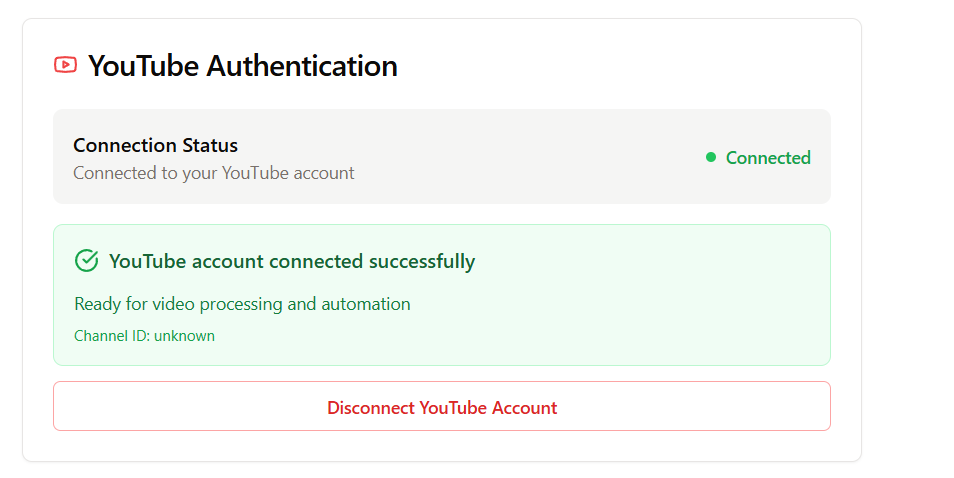 YouTube Authentication
Connection Status
Connected to your YouTube account
Connected
YouTube account connected successfully
Ready for video processing and automation
Channel ID: unknown
Disconnect YouTube Account